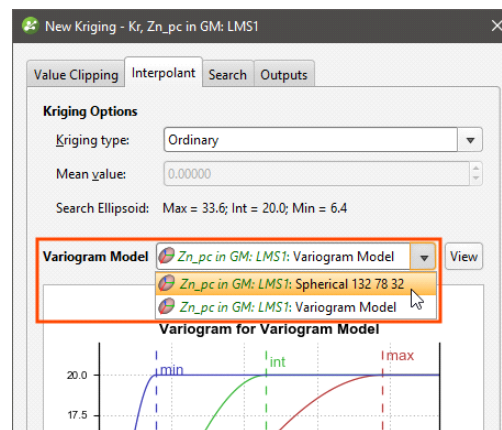 New Kriging - Kr, Zn_pc in GM: LMS1
Value Clipping Interpolant Search Outputs
Kriging Options
Kriging type: Ordinary
Mean value: 0.00000
Search Ellipsoid: Max = 33.6; Int = 20.0; Min = 6.4
Variogram Model Zn_pc in GM: LMS1: Variogram Model View
Zn_pc in GM: LMS1: Spherical 132 78 32
Zn_pc in GM: LMS1: Variogram Model
Variogram for Variogram Model
min int max
20.0
17.5